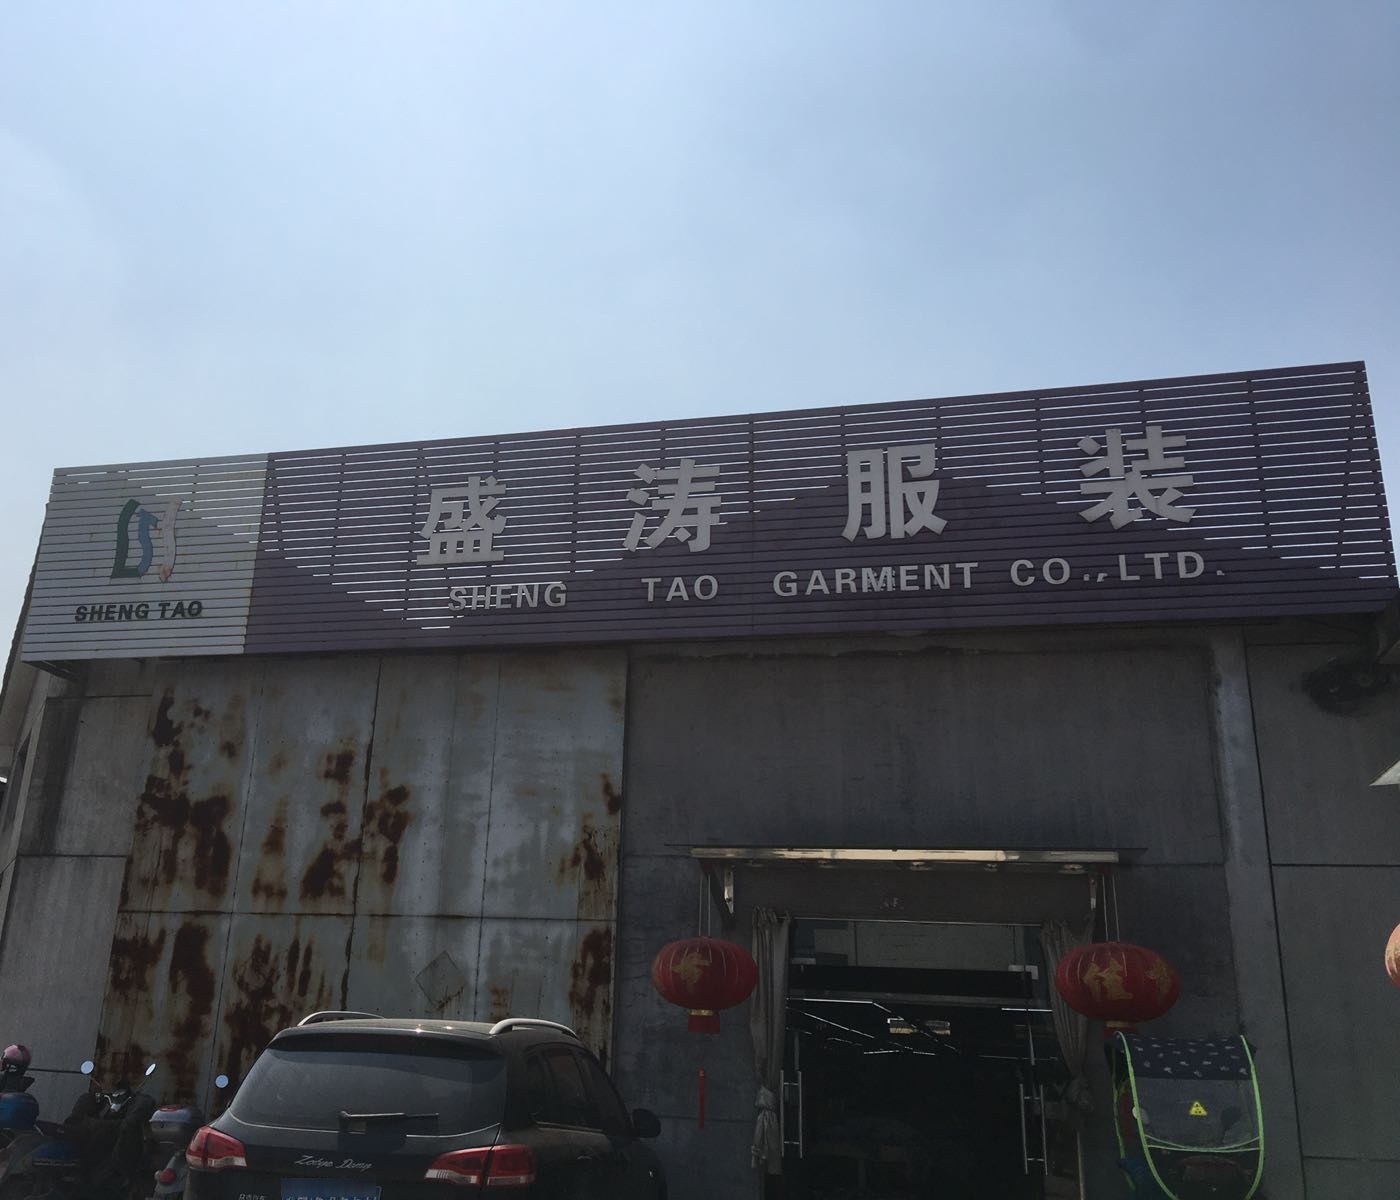 盛涛服装
SHENG TAO GARMENT CO.,LTD.
SHENG TAO